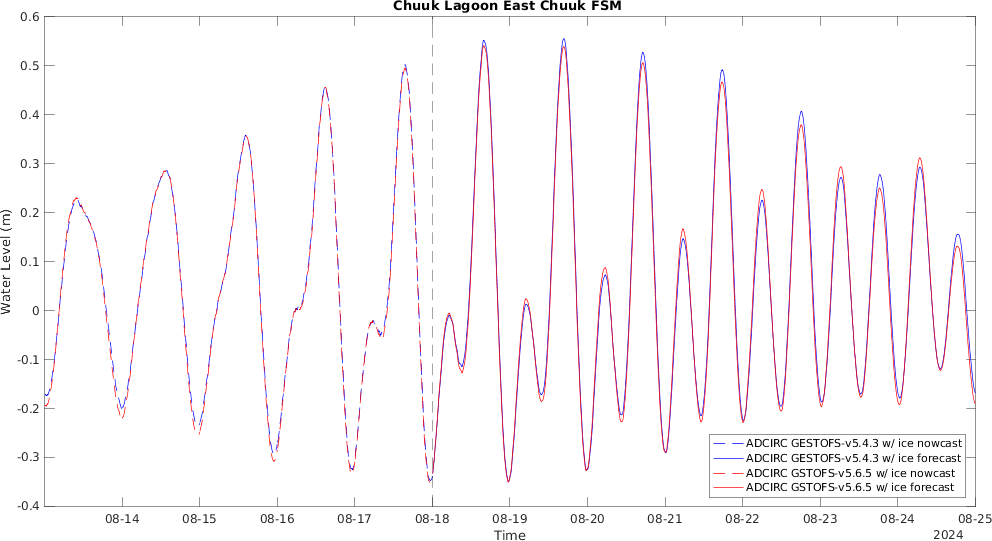 Chuuk Lagoon East Chuuk FSM
0.6
0.5
0.4
0.3
0.2
0.1
0
-0.1
-0.2
-0.3
-0.4
Water Level (m)
ADCIRC GESTOFS-v5.4.3 w/ ice nowcast
ADCIRC GESTOFS-v5.4.3 w/ ice forecast
ADCIRC GSTOFS-v5.6.5 w/ ice nowcast
ADCIRC GSTOFS-v5.6.5 w/ ice forecast
08-14 08-15 08-16 08-17 08-18 08-19 08-20 08-21 08-22 08-23 08-24 08-25
Time
2024